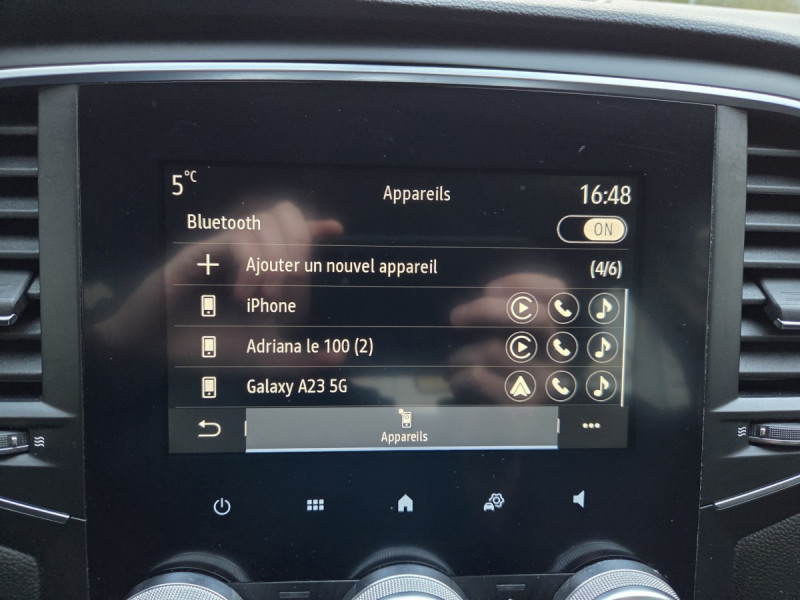 5°C Appareils 16:48
Bluetooth ON
Ajouter un nouvel appareil (4/6)
iPhone
Adriana le 100 (2)
Galaxy A23 5G
Appareils